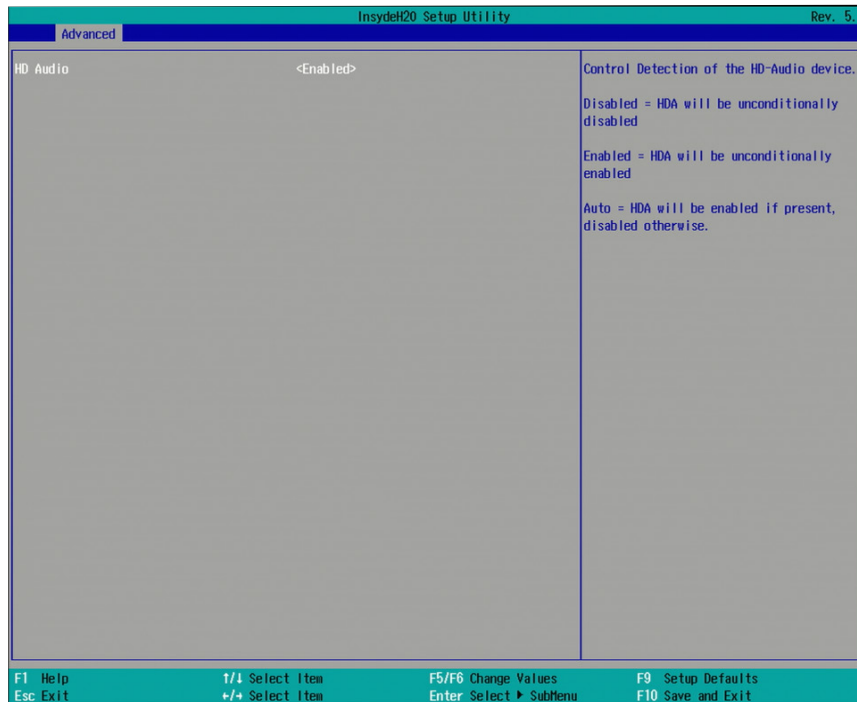 InsydeH20 Setup Utility Rev. 5.
Advanced
HD Audio <Enabled>
Control Detection of the HD-Audio device.
Disabled = HDA will be unconditionally
disabled
Enabled = HDA will be unconditionally
enabled
Auto = HDA will be enabled if present,
disabled otherwise.
F1 Help ↑/↓ Select Item F5/F6 Change Values F9 Setup Defaults
Esc Exit ←/→ Select Item Enter Select ▶ SubMenu F10 Save and Exit